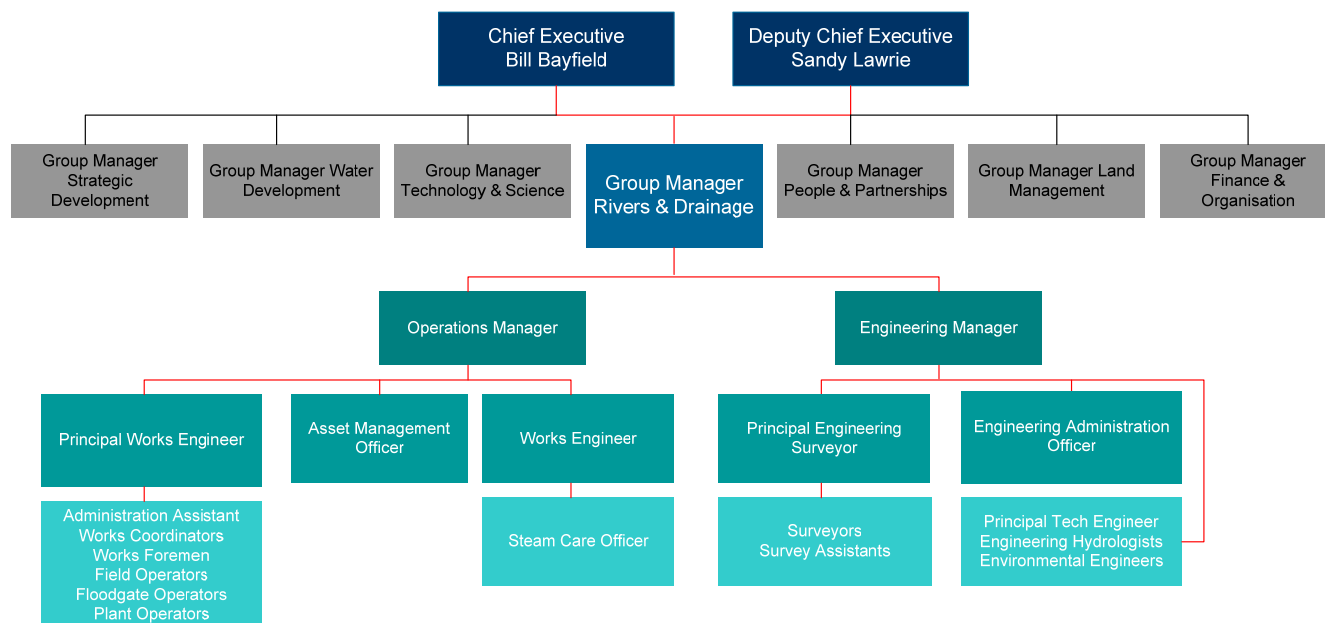 Chief Executive
Bill Bayfield
Deputy Chief Executive
Sandy Lawrie
Group Manager
Strategic
Development
Group Manager Water
Development
Group Manager
Technology & Science
Group Manager
Rivers & Drainage
Group Manager
People & Partnerships
Group Manager Land
Management
Group Manager
Finance &
Organisation
Operations Manager
Engineering Manager
Principal Works Engineer
Asset Management
Officer
Works Engineer
Principal Engineering
Surveyor
Engineering Administration
Officer
Administration Assistant
Works Coordinators
Works Foremen
Field Operators
Floodgate Operators
Plant Operators
Steam Care Officer
Surveyors
Survey Assistants
Principal Tech Engineer
Engineering Hydrologists
Environmental Engineers